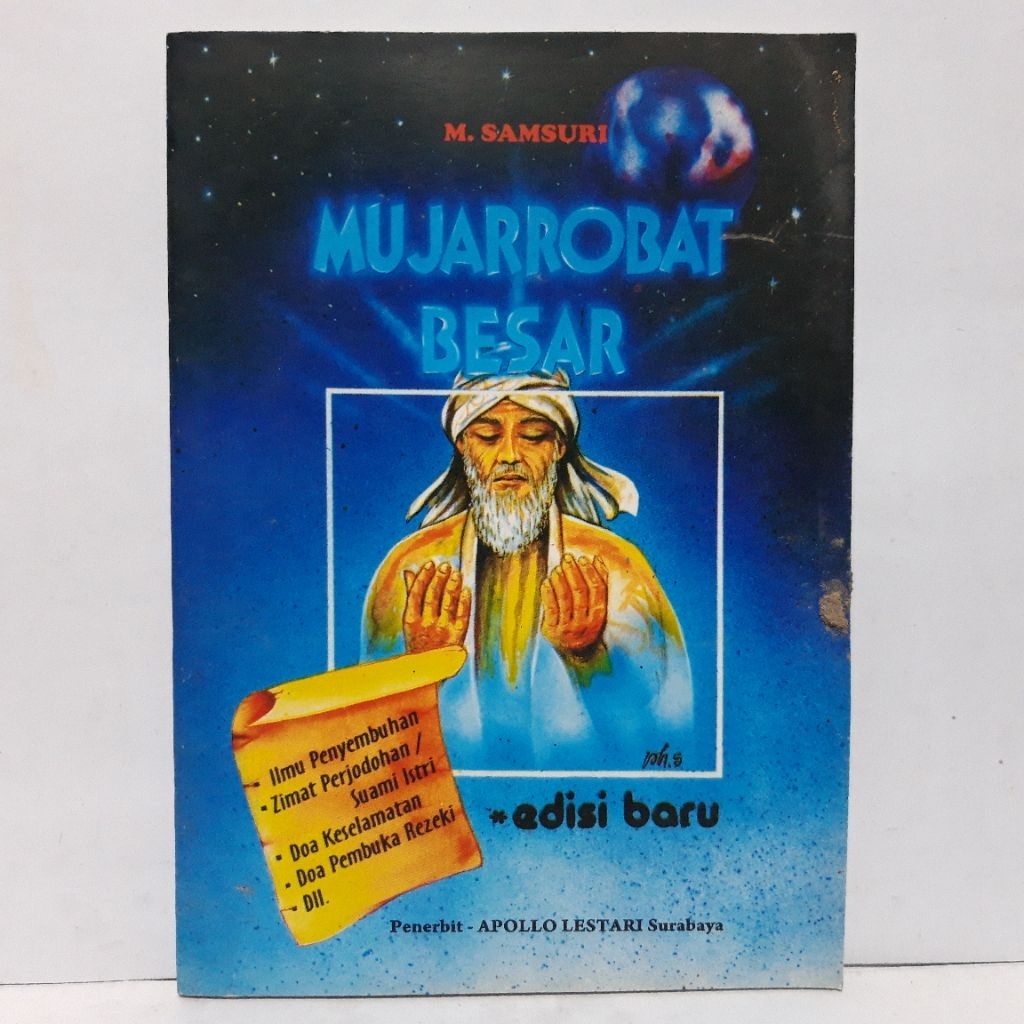 M. SAMSURI
MUJARROBAT
BESAR
- Ilmu Penyembuhan
- Zimat Perjodohan /
Suami Istri
- Doa Keselamatan
- Doa Pembuka Rezeki
- Dll.
*edisi baru
Penerbit - APOLLO LESTARI Surabaya